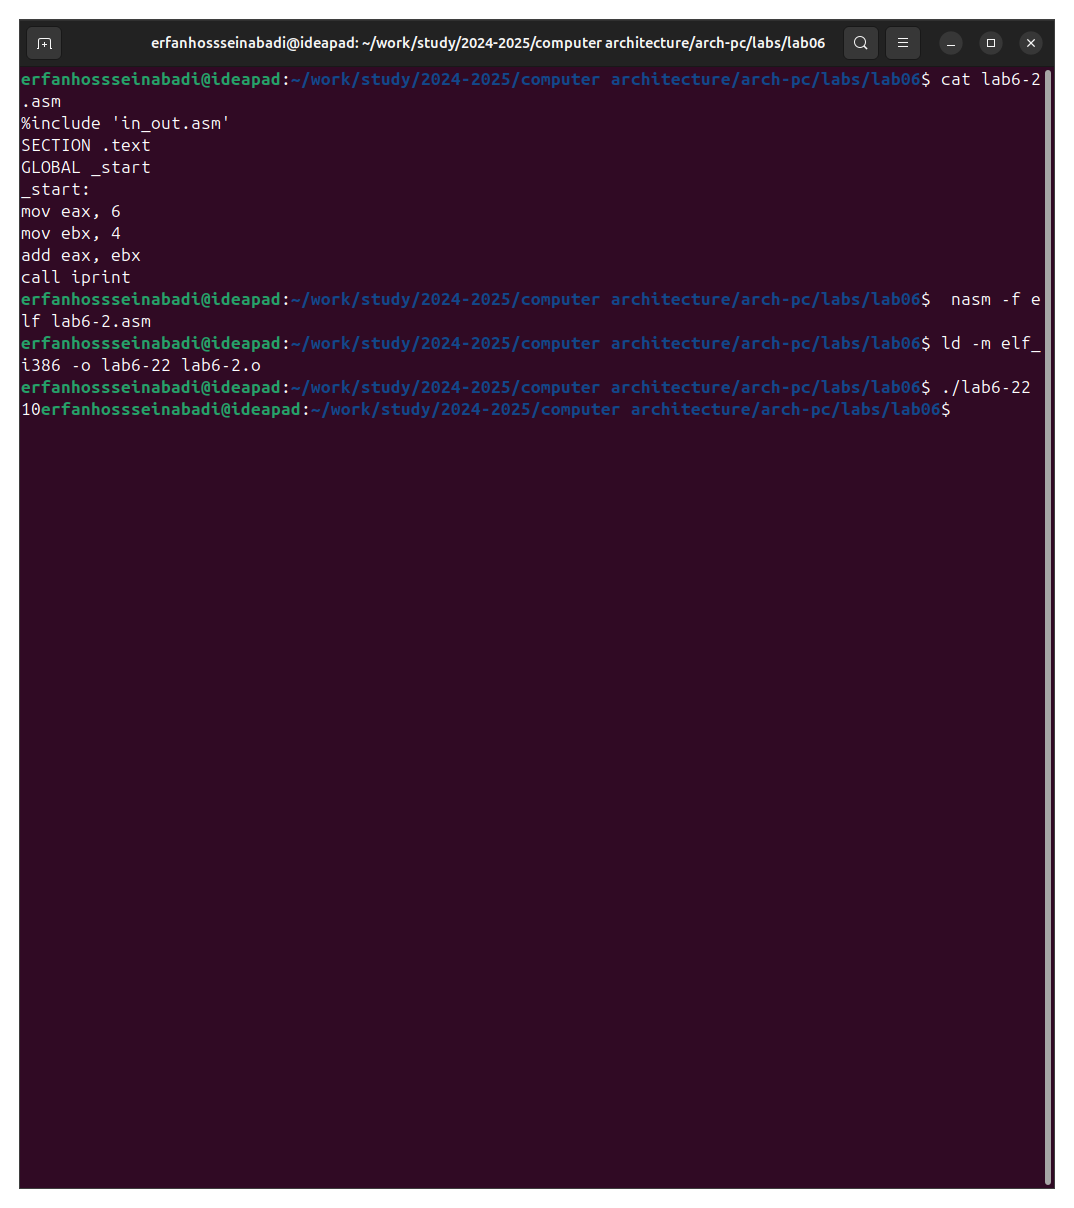 erfanhossseinabadi@ideapad: ~/work/study/2024-2025/computer architecture/arch-pc/labs/lab06
erfanhossseinabadi@ideapad:~/work/study/2024-2025/computer architecture/arch-pc/labs/lab06$ cat lab6-2
.asm
%include 'in_out.asm'
SECTION .text
GLOBAL _start
_start:
mov eax, 6
mov ebx, 4
add eax, ebx
call iprint
erfanhossseinabadi@ideapad:~/work/study/2024-2025/computer architecture/arch-pc/labs/lab06$  nasm -f e
lf lab6-2.asm
erfanhossseinabadi@ideapad:~/work/study/2024-2025/computer architecture/arch-pc/labs/lab06$ ld -m elf_
i386 -o lab6-22 lab6-2.o
erfanhossseinabadi@ideapad:~/work/study/2024-2025/computer architecture/arch-pc/labs/lab06$ ./lab6-22
10erfanhossseinabadi@ideapad:~/work/study/2024-2025/computer architecture/arch-pc/labs/lab06$